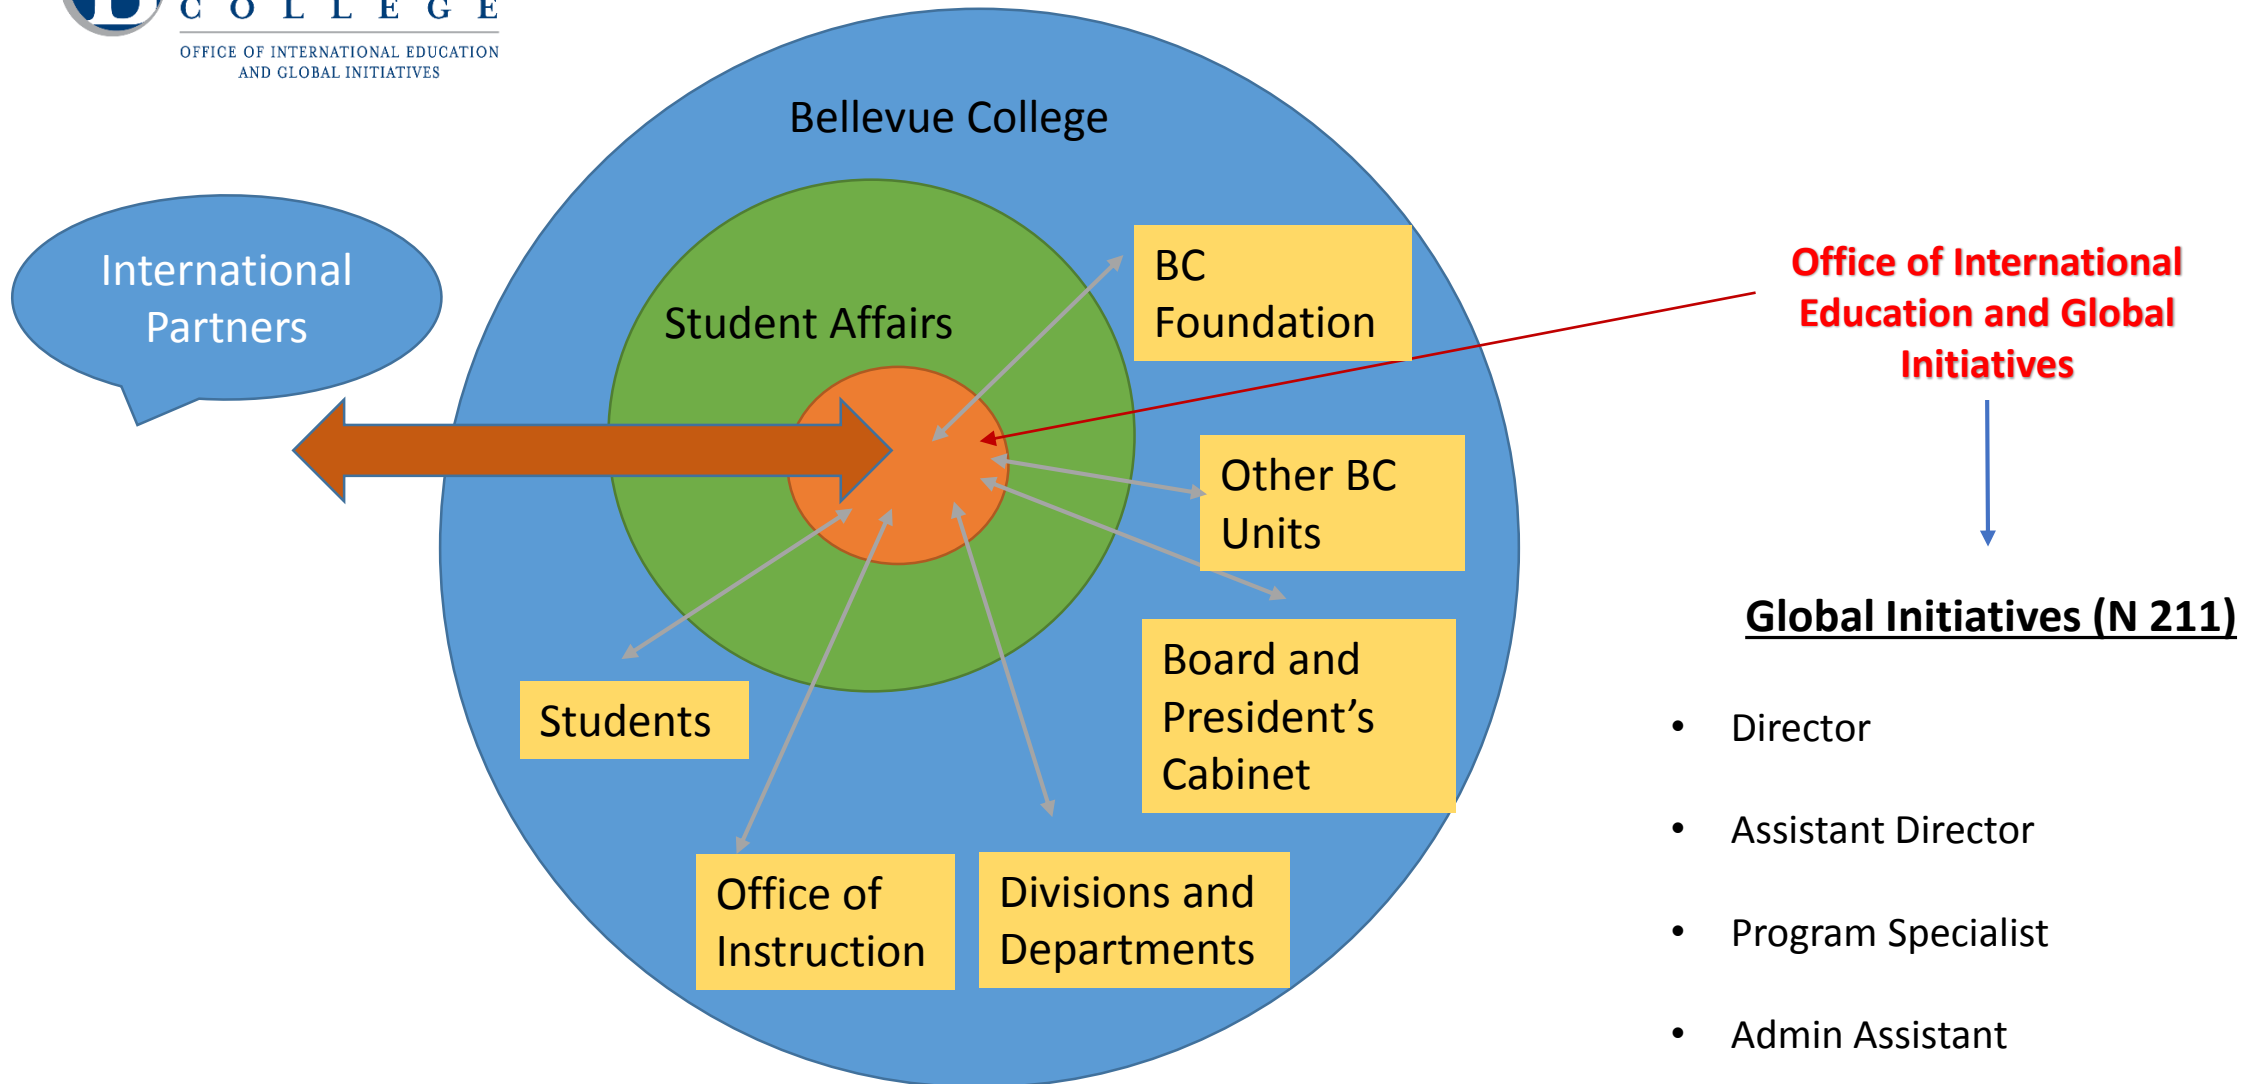 COLLEGE
OFFICE OF INTERNATIONAL EDUCATION
AND GLOBAL INITIATIVES
Bellevue College
International
Partners
Student Affairs
BC
Foundation
Other BC
Units
Board and
President’s
Cabinet
Students
Office of
Instruction
Divisions and
Departments
Office of International
Education and Global
Initiatives
Global Initiatives (N 211)
• Director
• Assistant Director
• Program Specialist
• Admin Assistant